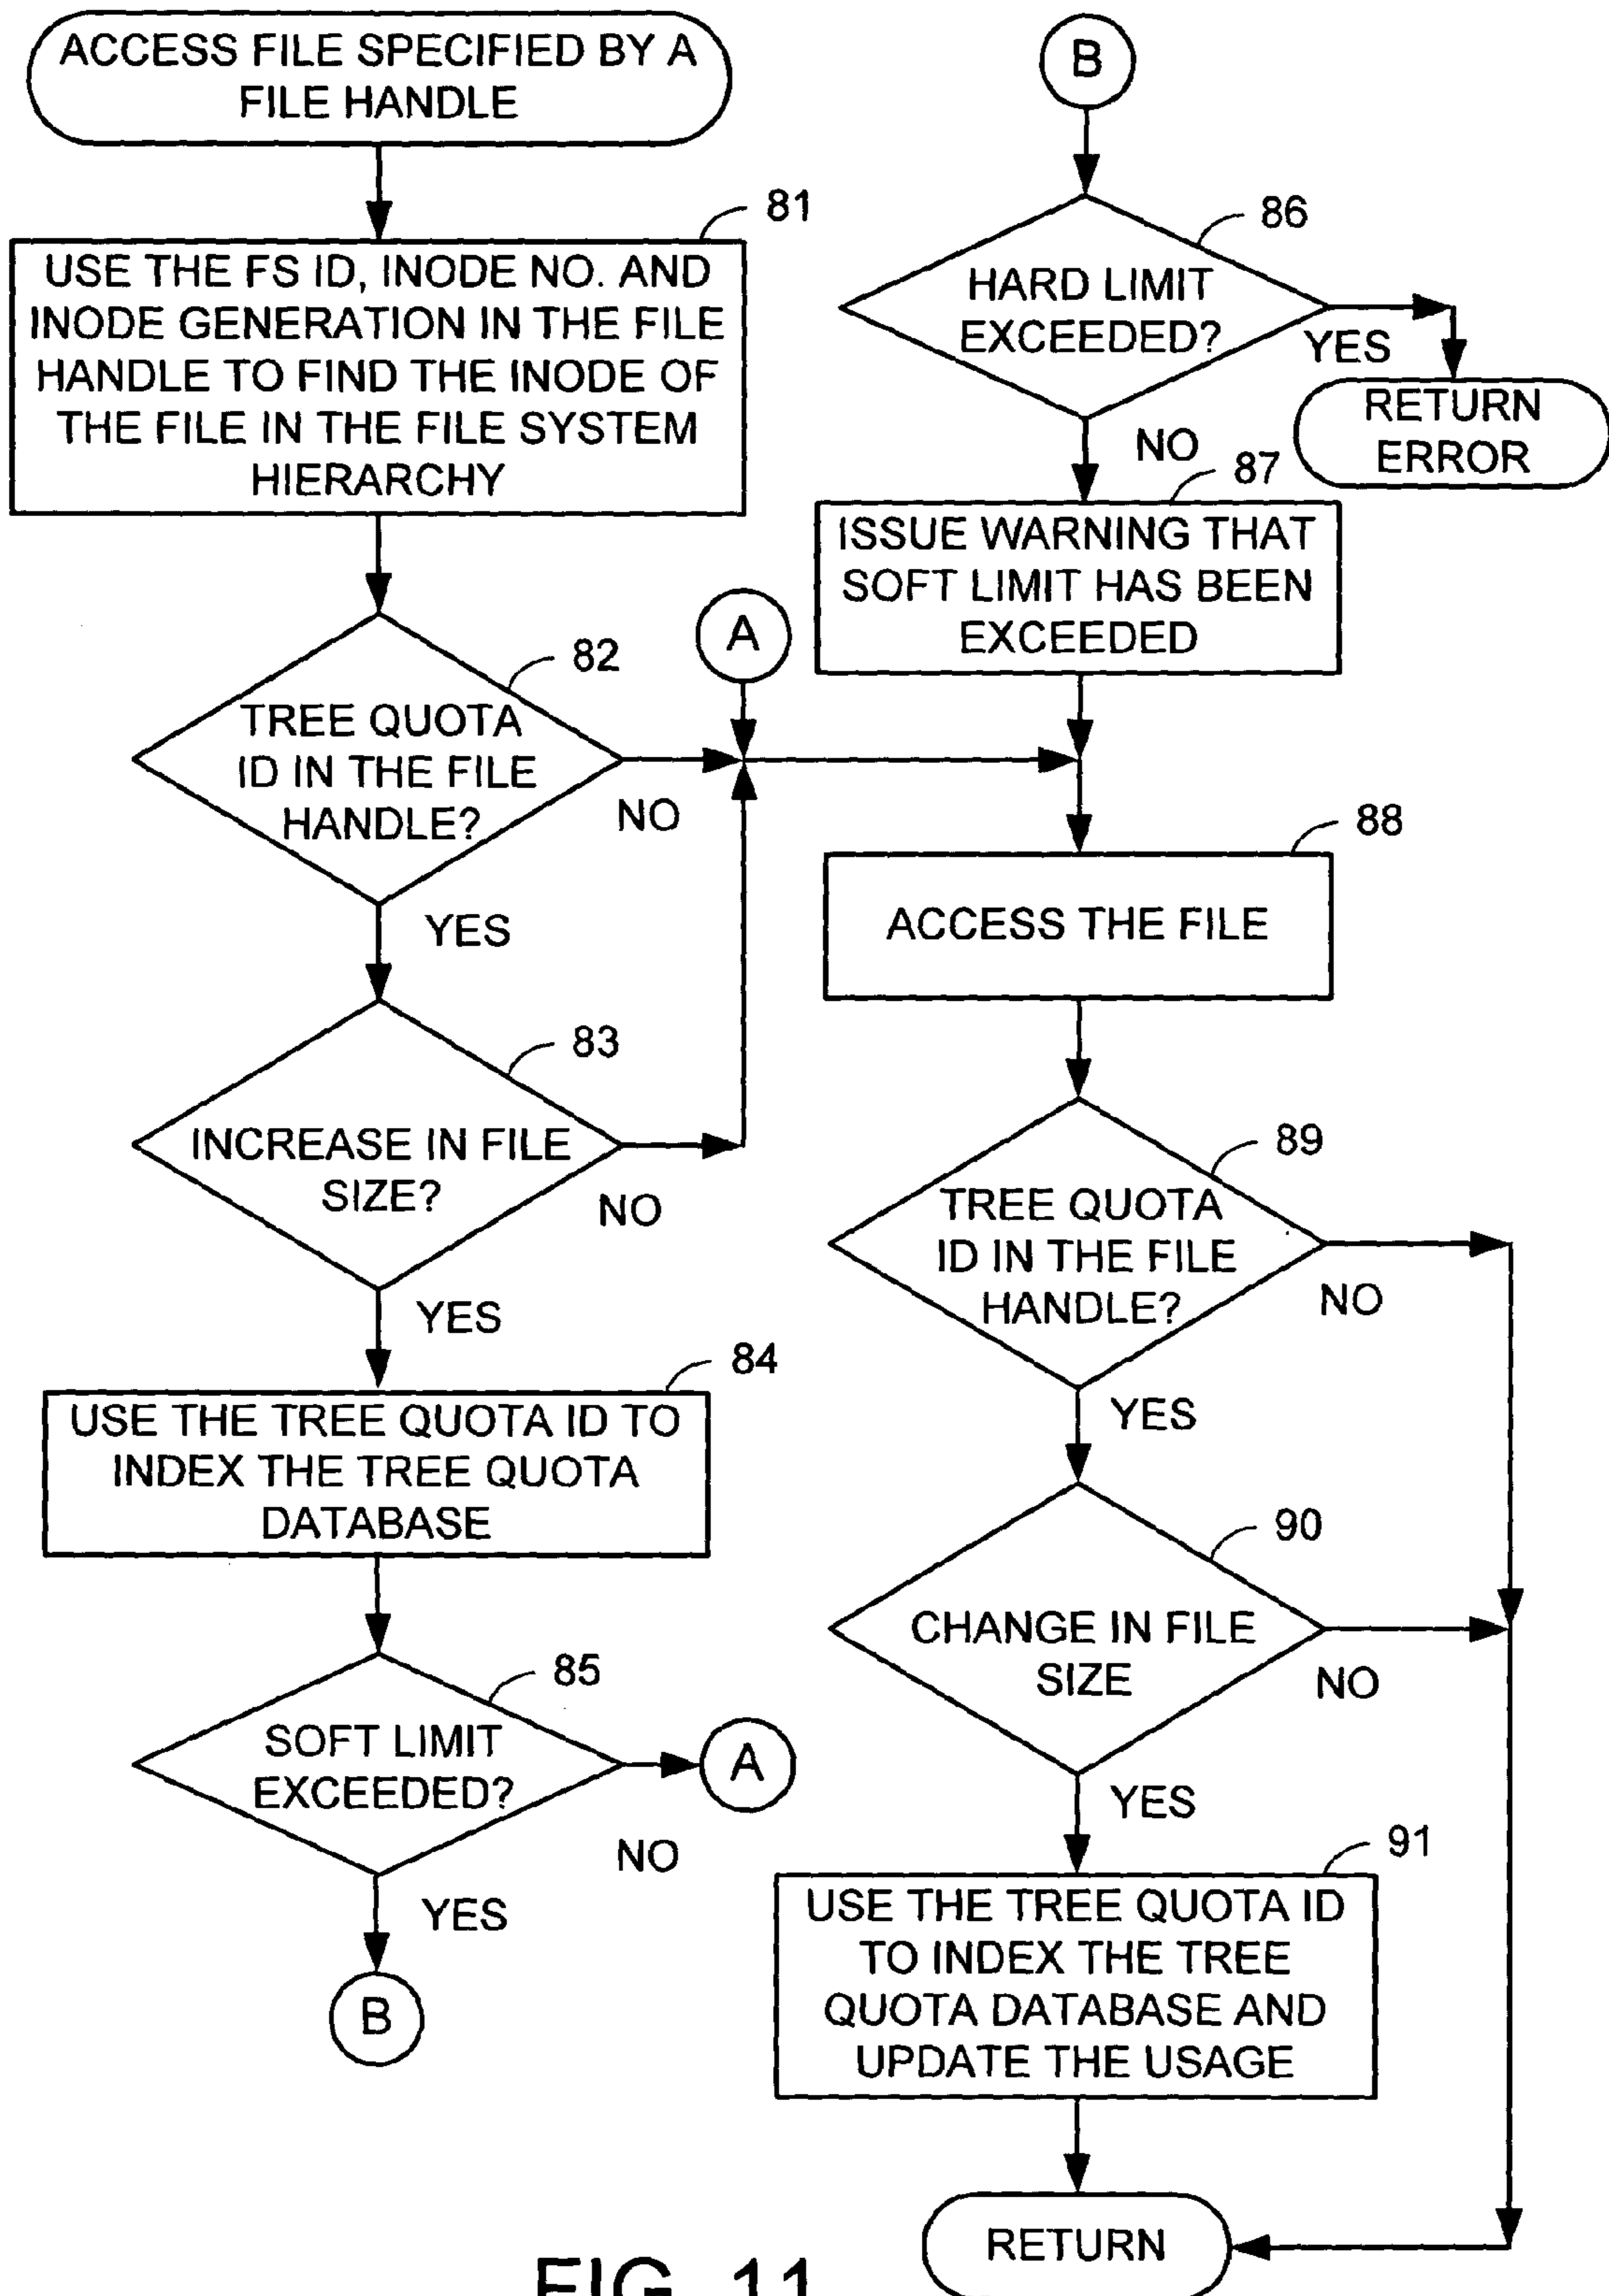 ACCESS FILE SPECIFIED BY A
FILE HANDLE
81
USE THE FS ID, INODE NO. AND
INODE GENERATION IN THE FILE
HANDLE TO FIND THE INODE OF
THE FILE IN THE FILE SYSTEM
HIERARCHY
82
TREE QUOTA
ID IN THE FILE
HANDLE?
NO
YES
A
83
INCREASE IN FILE
SIZE?
NO
YES
84
USE THE TREE QUOTA ID TO
INDEX THE TREE QUOTA
DATABASE
85
SOFT LIMIT
EXCEEDED?
A
NO
YES
B
B
86
HARD LIMIT
EXCEEDED?
YES
RETURN
ERROR
NO
87
ISSUE WARNING THAT
SOFT LIMIT HAS BEEN
EXCEEDED
88
ACCESS THE FILE
89
TREE QUOTA
ID IN THE FILE
HANDLE?
NO
YES
90
CHANGE IN FILE
SIZE
NO
YES
91
USE THE TREE QUOTA ID
TO INDEX THE TREE
QUOTA DATABASE AND
UPDATE THE USAGE
RETURN
FIG. 11